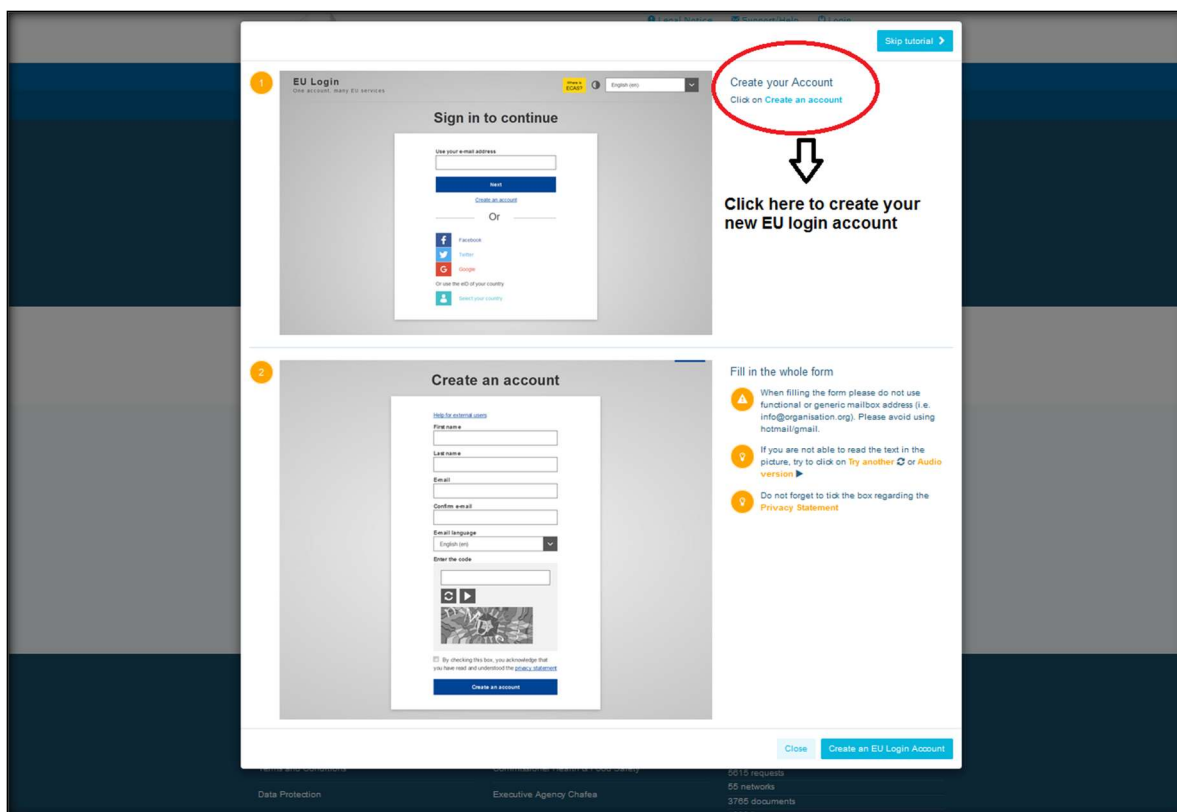 Legal Notice Support/Help Login
Skip tutorial
1
EU Login
One account, many EU services
Where is
ECAS?
English (en)
Sign in to continue
Use your e-mail address
Next
Create an account
Or
Facebook
Twitter
Google
Or use the eID of your country
Select your country
Create your Account
Click on Create an account
Click here to create your
new EU login account
2
Create an account
Help for external users
First name
Last name
E-mail
Confirm e-mail
E-mail language
English (en)
Enter the code
By checking this box, you acknowledge that
you have read and understood the privacy statement
Create an account
Fill in the whole form
When filling the form please do not use
functional or generic mailbox address (i.e.
info@organisation.org). Please avoid using
hotmail/gmail.
If you are not able to read the text in the
picture, try to click on Try another or Audio
version
Do not forget to tick the box regarding the
Privacy Statement
Close
Create an EU Login Account
Terms and Conditions
Commissioner Health & Food Safety
5615 requests
55 networks
Data Protection
Executive Agency Chafea
3765 documents